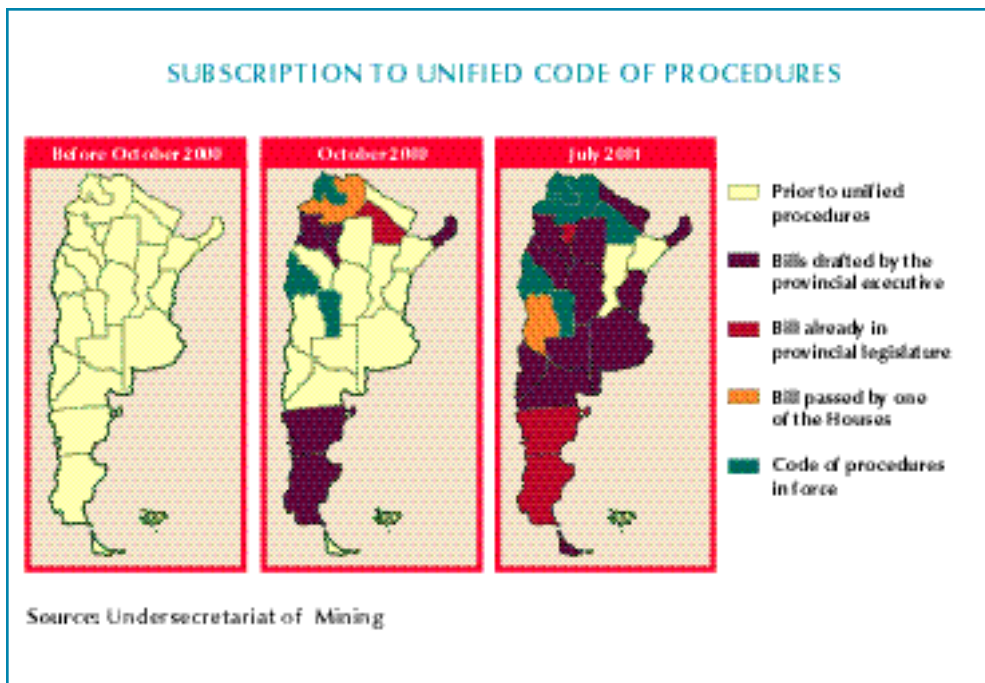 SUBSCRIPTION TO UNIFIED CODE OF PROCEDURES
Before October 2000
October 2000
July 2001
Prior to unified
procedures
Bills drafted by the
provincial executive
Bill already in
provincial legislature
Bill passed by one
of the Houses
Code of procedures
in force
Source: Undersecretariat of Mining